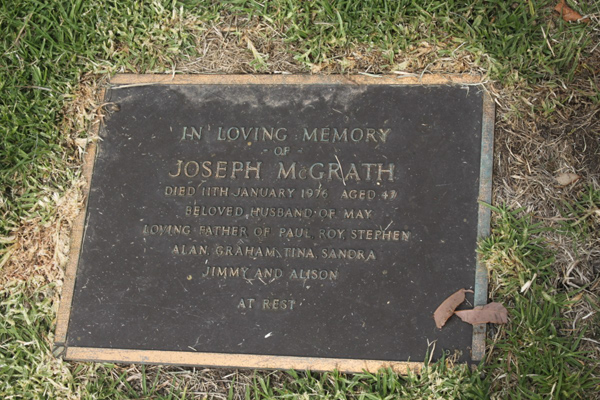 IN LOVING MEMORY
OF
JOSEPH McGRATH
DIED 11TH JANUARY 1976 AGED 47
BELOVED HUSBAND OF MAY
LOVING FATHER OF PAUL, ROY, STEPHEN
ALAN, GRAHAM, TINA, SANDRA
JIMMY AND ALISON
AT REST